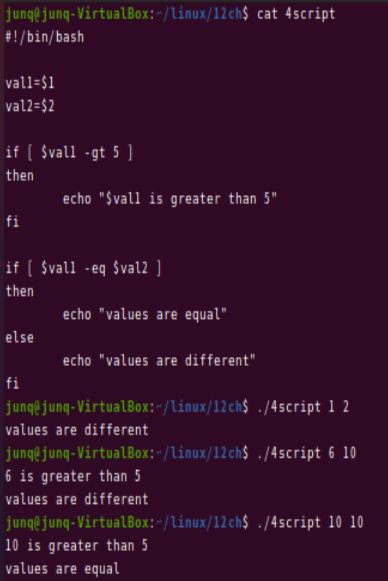 junq@junq-VirtualBox:~/linux/12ch$ cat 4script
#!/bin/bash
val1=$1
val2=$2
if [ $val1 -gt 5 ]
then
echo "$val1 is greater than 5"
fi
if [ $val1 -eq $val2 ]
then
echo "values are equal"
else
echo "values are different"
fi
junq@junq-VirtualBox:~/linux/12ch$ ./4script 1 2
values are different
junq@junq-VirtualBox:~/linux/12ch$ ./4script 6 10
6 is greater than 5
values are different
junq@junq-VirtualBox:~/linux/12ch$ ./4script 10 10
10 is greater than 5
values are equal